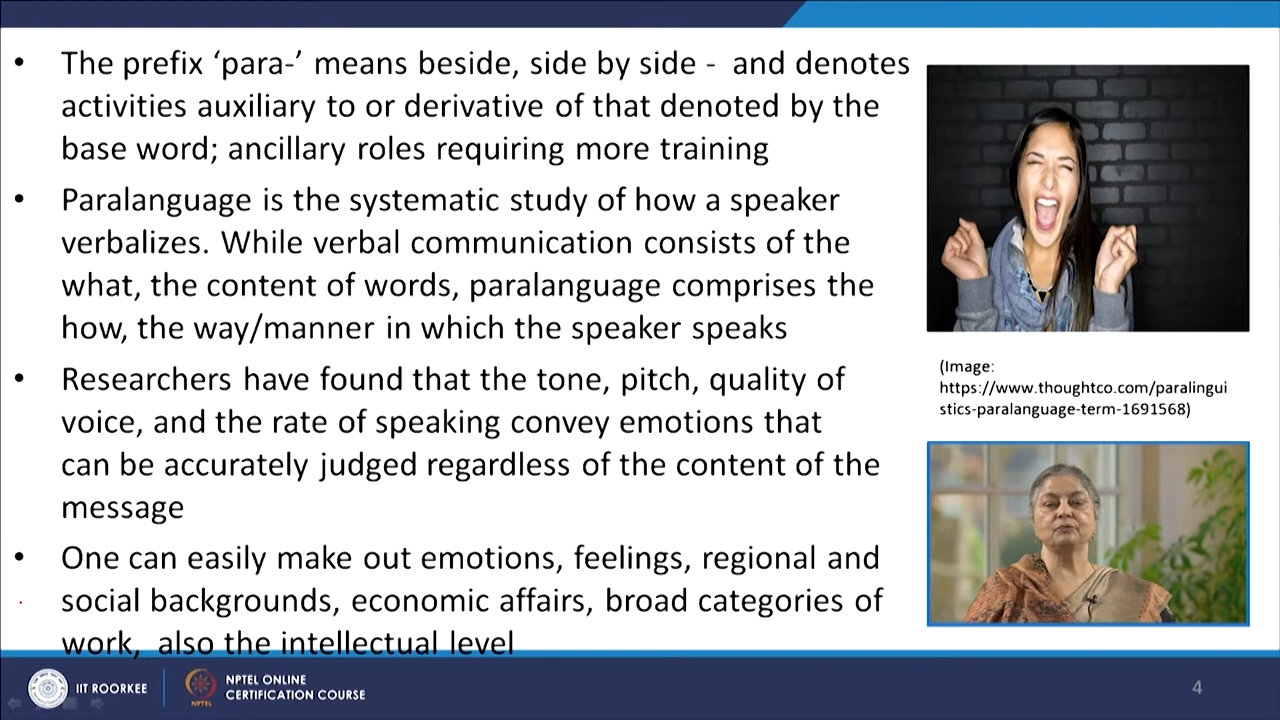 • The prefix ‘para-’ means beside, side by side - and denotes
activities auxiliary to or derivative of that denoted by the
base word; ancillary roles requiring more training
• Paralanguage is the systematic study of how a speaker
verbalizes. While verbal communication consists of the
what, the content of words, paralanguage comprises the
how, the way/manner in which the speaker speaks
• Researchers have found that the tone, pitch, quality of
voice, and the rate of speaking convey emotions that
can be accurately judged regardless of the content of the
message
• One can easily make out emotions, feelings, regional and
social backgrounds, economic affairs, broad categories of
work, also the intellectual level
(Image:
https://www.thoughtco.com/paralingui
stics-paralanguage-term-1691568)
IIT ROORKEE
NPTEL
NPTEL ONLINE
CERTIFICATION COURSE
4